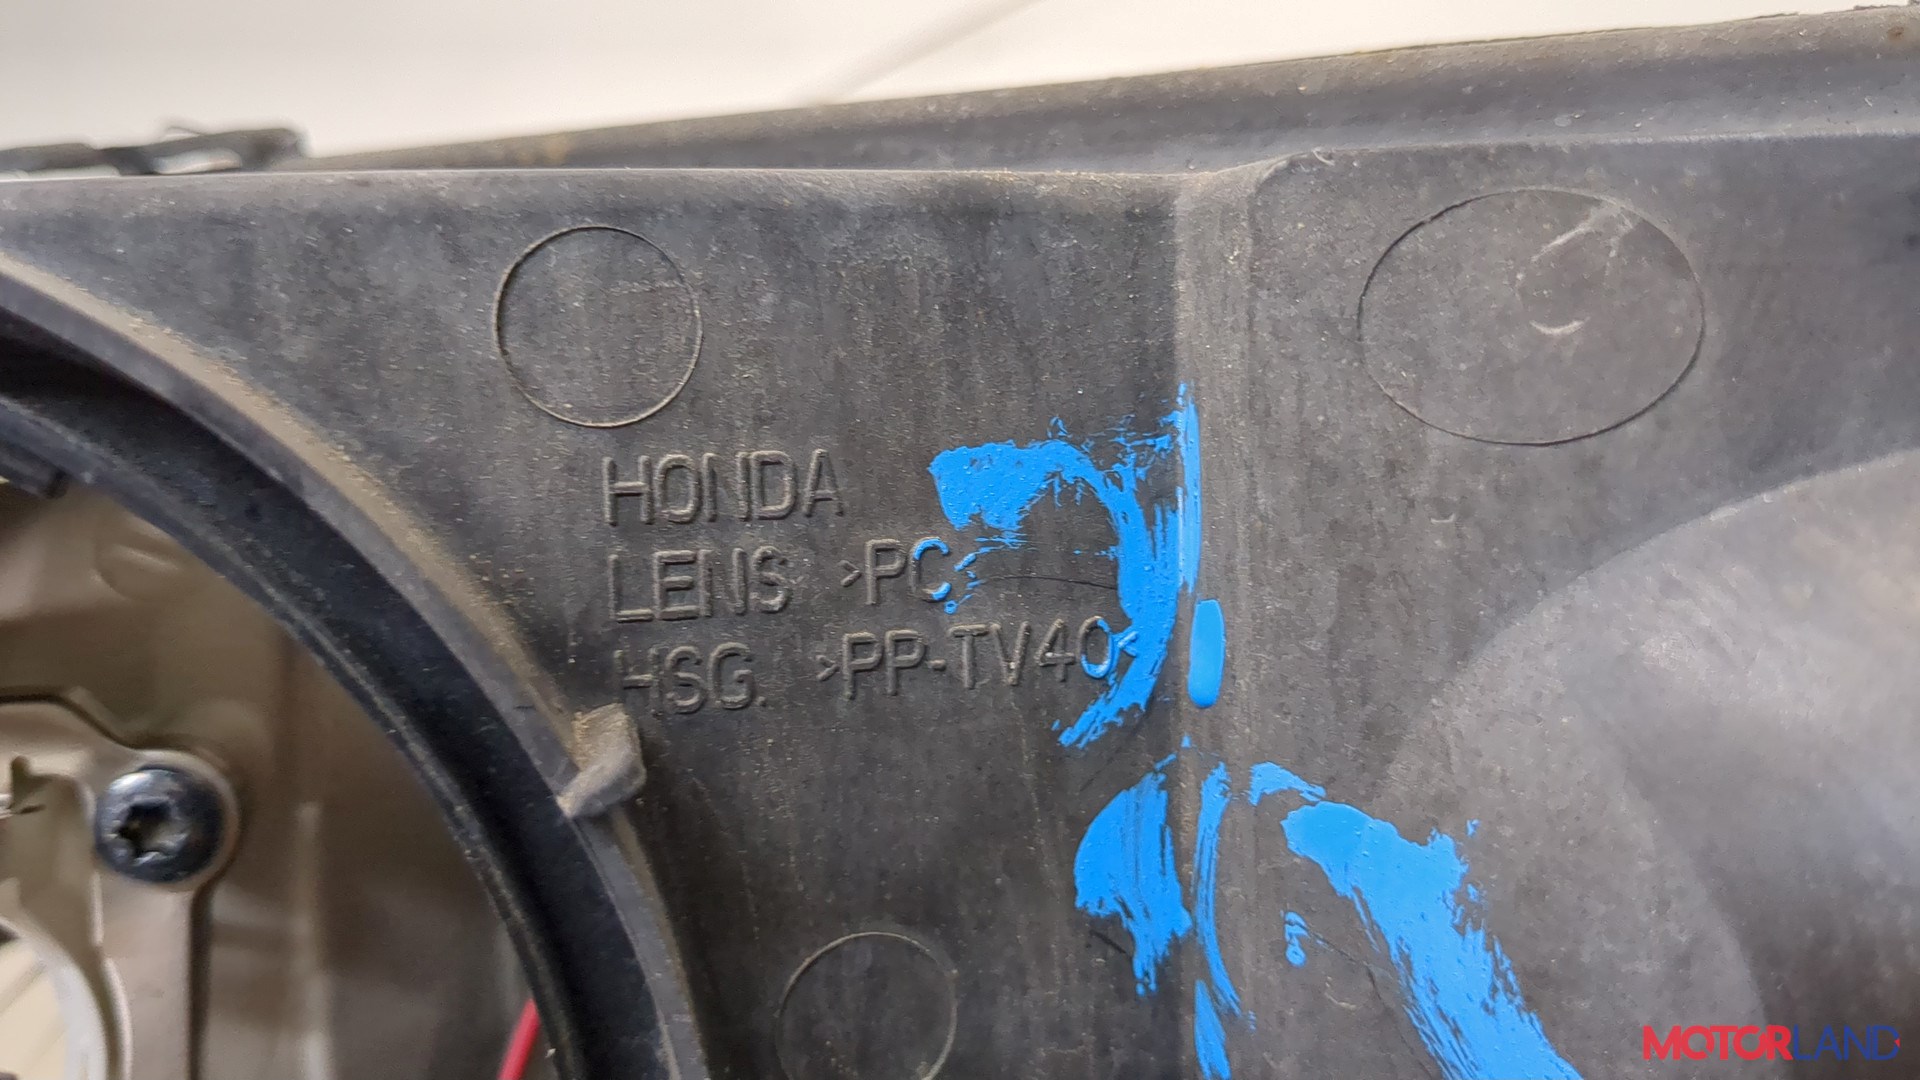 HONDA
LENS >PC<
HSG. >PP-TV40<
MOTORLAND